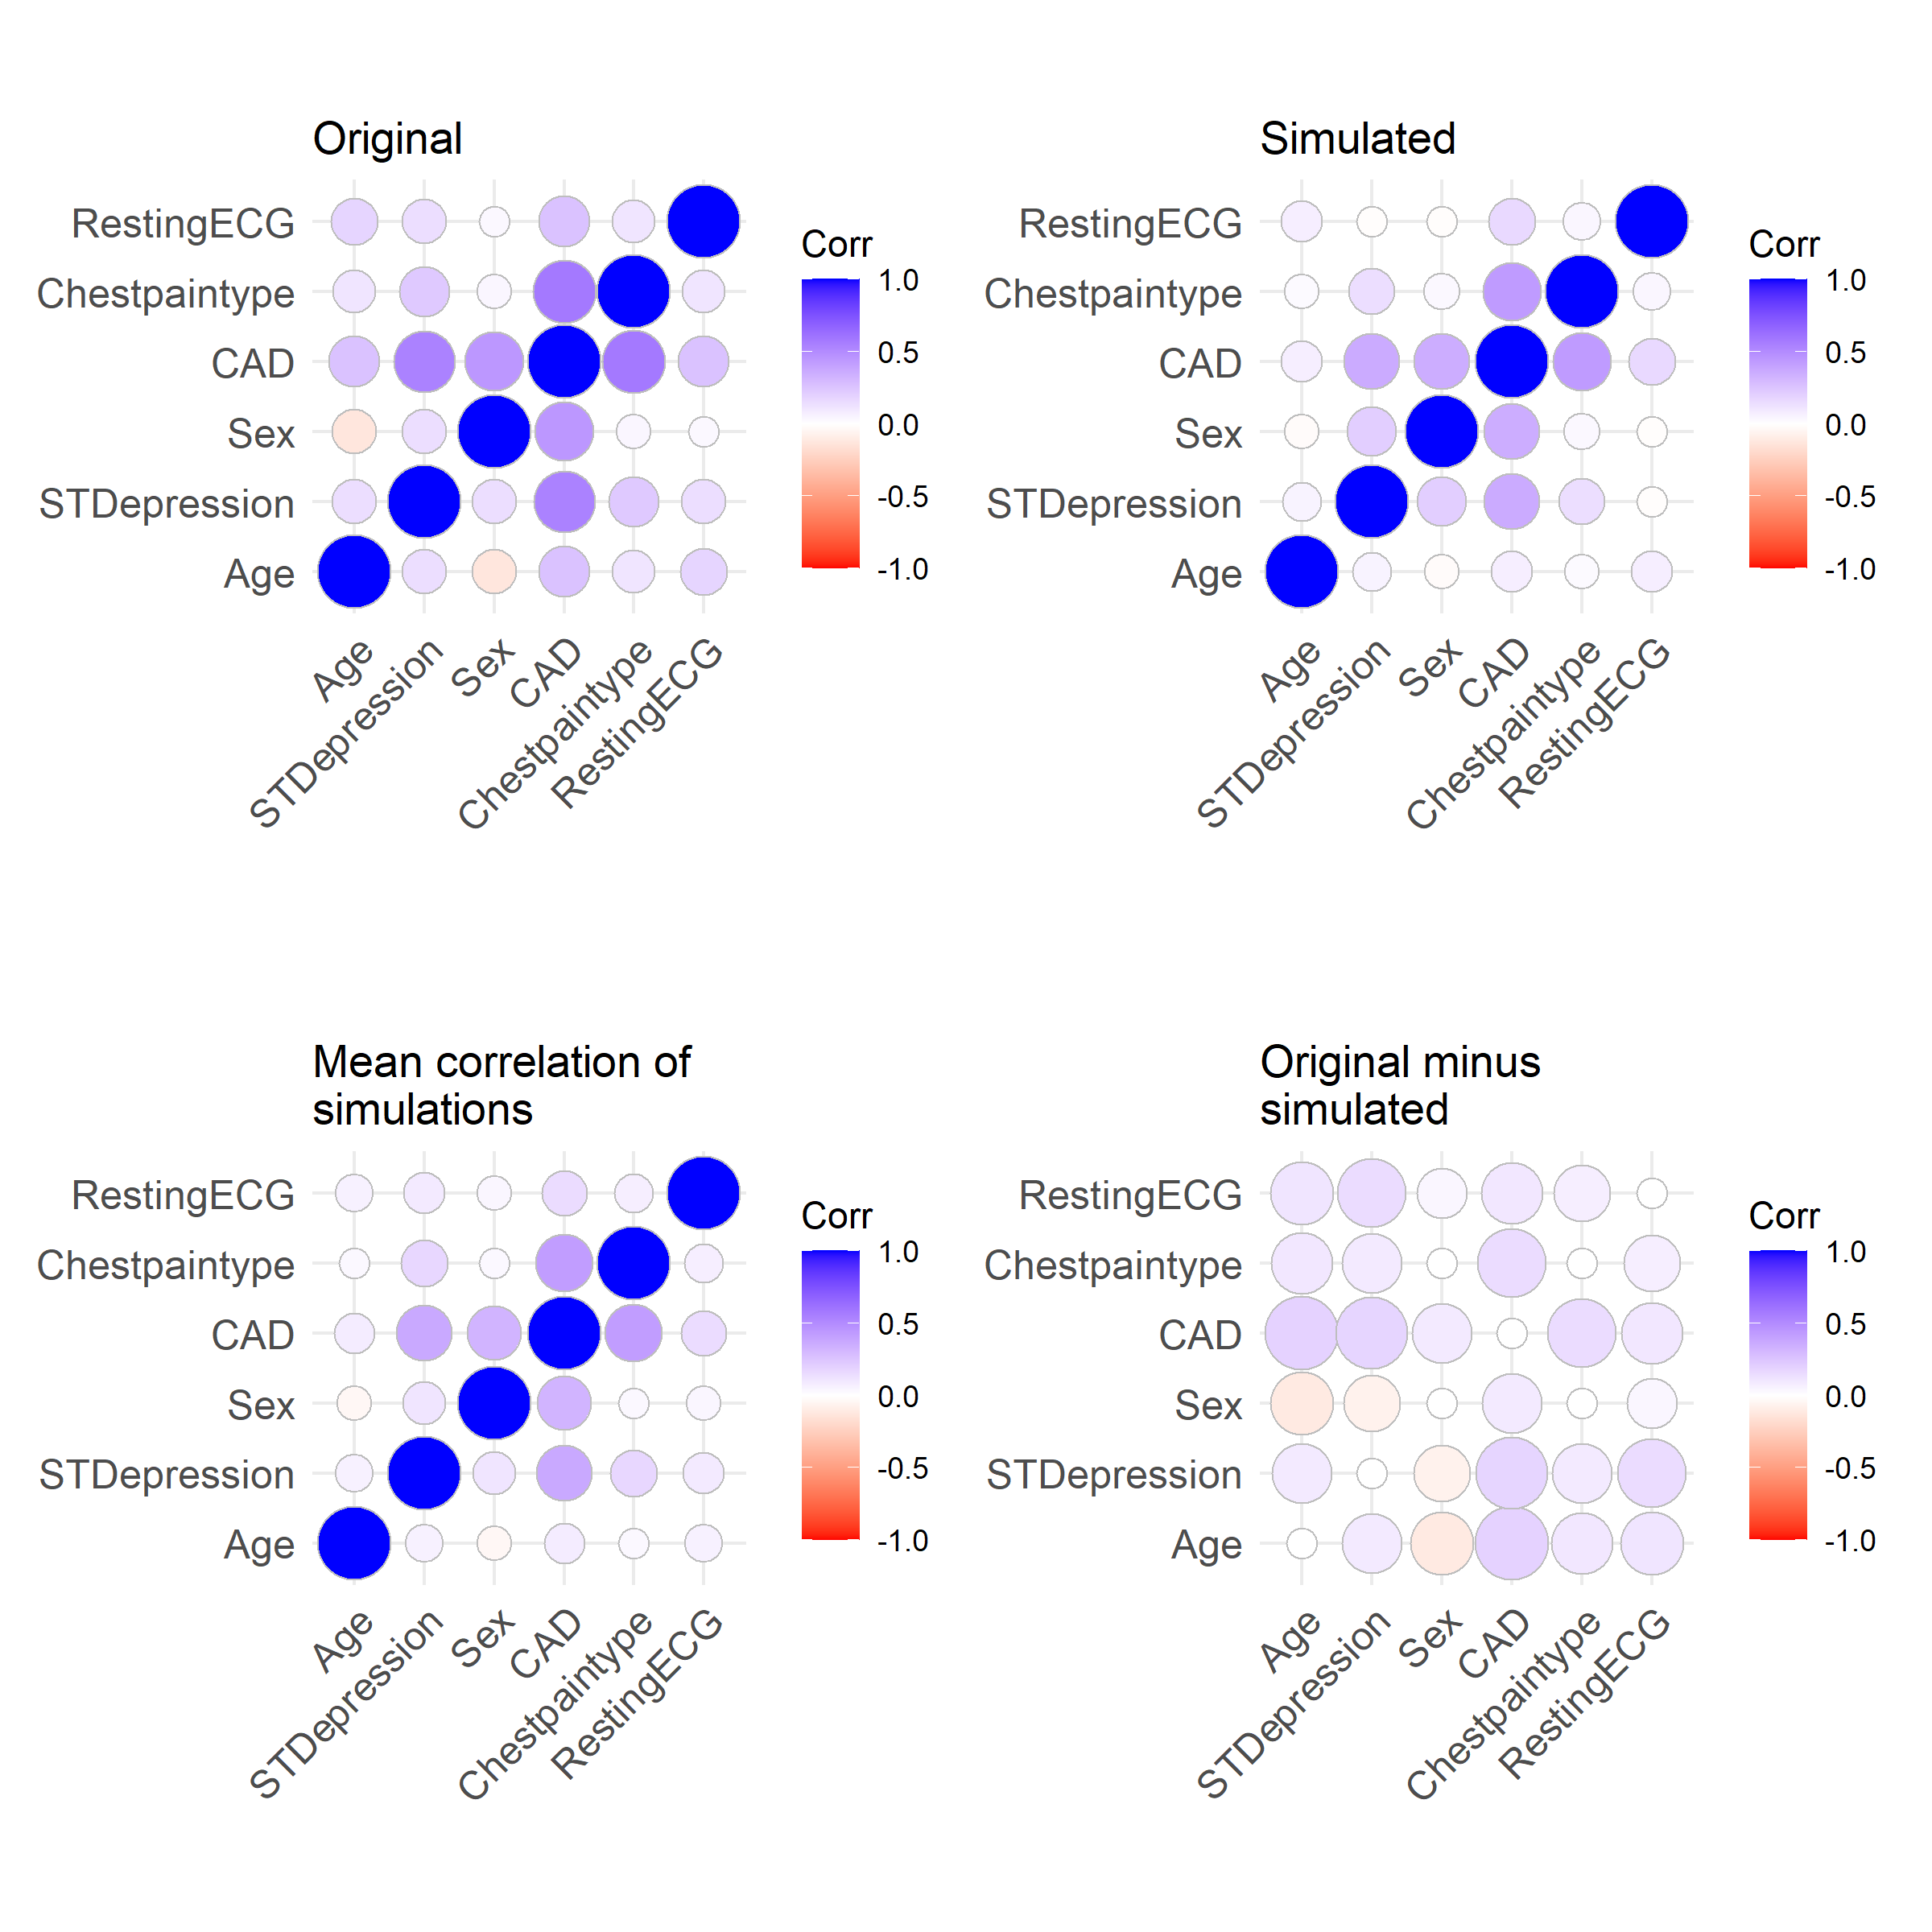 Original
RestingECG
Chestpaintype
CAD
Sex
STDepression
Age
Age
STDepression
Sex
CAD
Chestpaintype
RestingECG
Corr
1.0
0.5
0.0
-0.5
-1.0
Simulated
RestingECG
Chestpaintype
CAD
Sex
STDepression
Age
Age
STDepression
Sex
CAD
Chestpaintype
RestingECG
Corr
1.0
0.5
0.0
-0.5
-1.0
Mean correlation of
simulations
RestingECG
Chestpaintype
CAD
Sex
STDepression
Age
Age
STDepression
Sex
CAD
Chestpaintype
RestingECG
Corr
1.0
0.5
0.0
-0.5
-1.0
Original minus
simulated
RestingECG
Chestpaintype
CAD
Sex
STDepression
Age
Age
STDepression
Sex
CAD
Chestpaintype
RestingECG
Corr
1.0
0.5
0.0
-0.5
-1.0